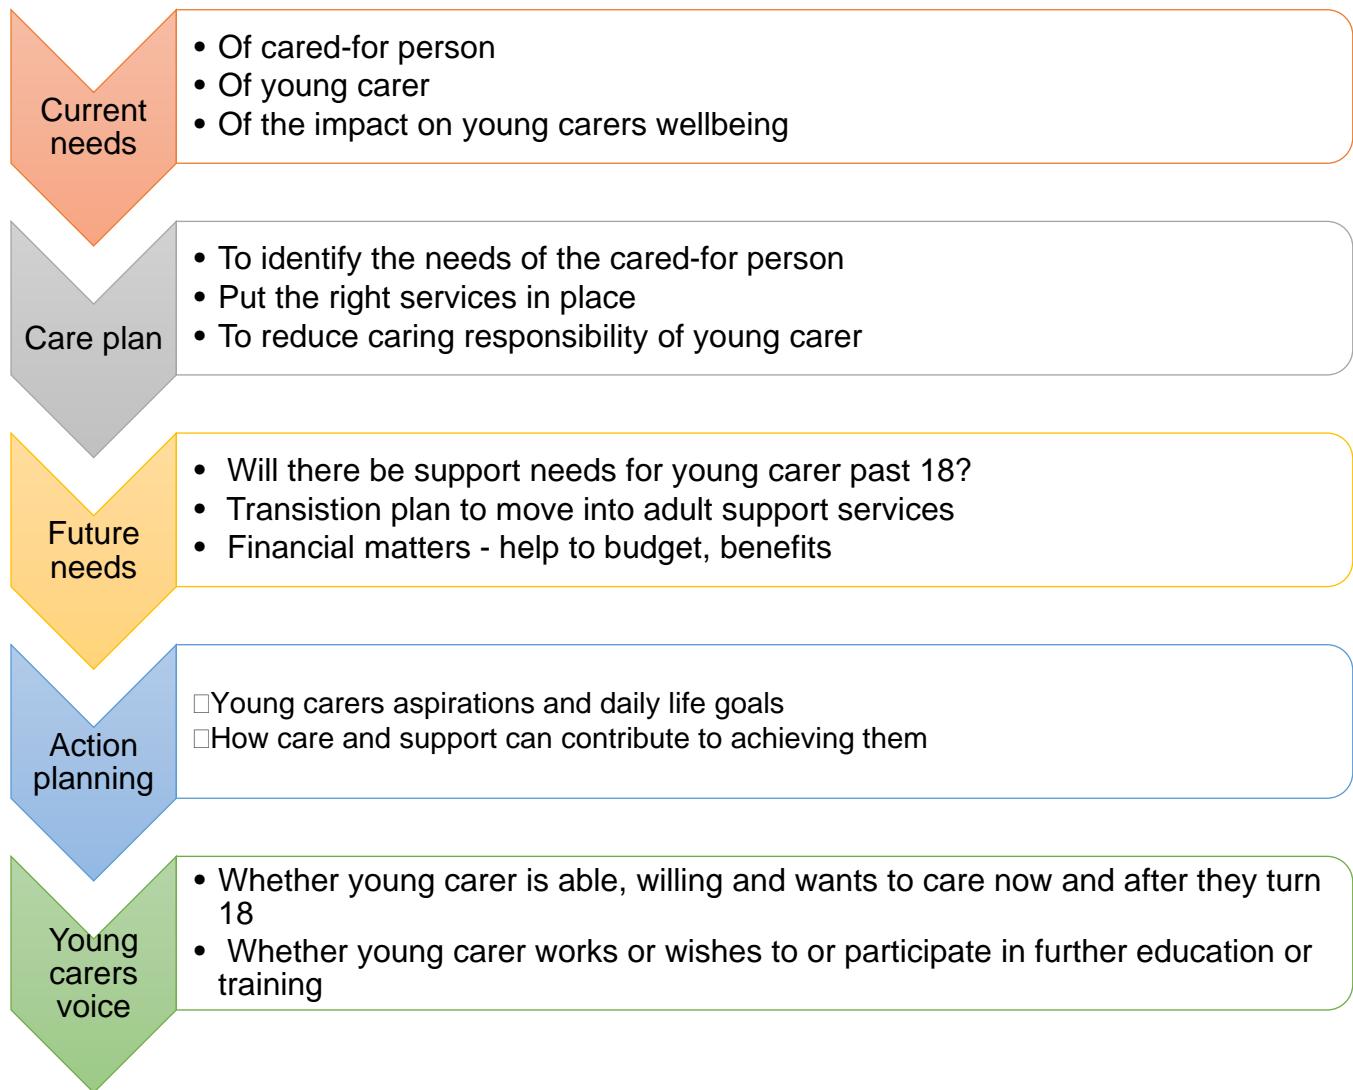 Current
needs
• Of cared-for person
• Of young carer
• Of the impact on young carers wellbeing
Care plan
• To identify the needs of the cared-for person
• Put the right services in place
• To reduce caring responsibility of young carer
Future
needs
• Will there be support needs for young carer past 18?
• Transistion plan to move into adult support services
• Financial matters - help to budget, benefits
Action
planning
□Young carers aspirations and daily life goals
□How care and support can contribute to achieving them
Young
carers
voice
• Whether young carer is able, willing and wants to care now and after they turn
18
• Whether young carer works or wishes to or participate in further education or
training